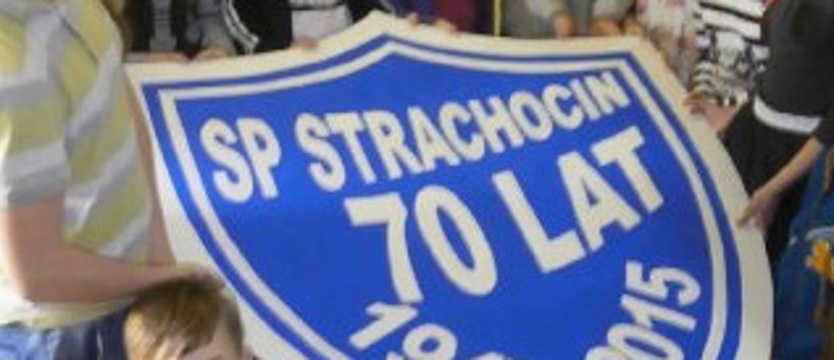 SP STRACHOCIN
70 LAT
2015